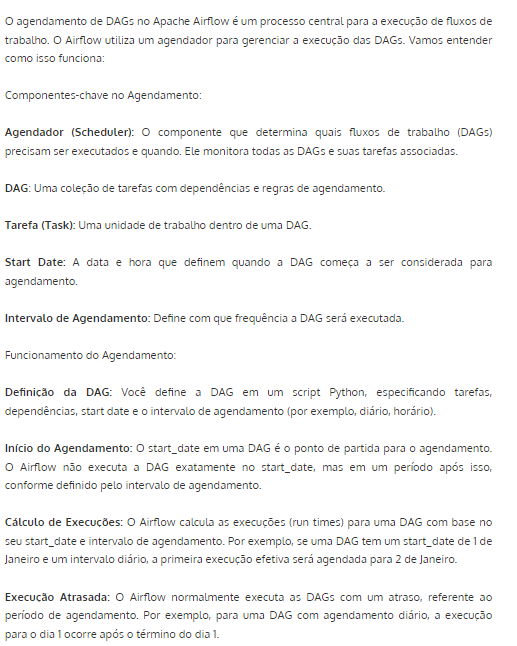 O agendamento de DAGs no Apache Airflow é um processo central para a execução de fluxos de
trabalho. O Airflow utiliza um agendador para gerenciar a execução das DAGs. Vamos entender
como isso funciona:
Componentes-chave no Agendamento:
Agendador (Scheduler): O componente que determina quais fluxos de trabalho (DAGs)
precisam ser executados e quando. Ele monitora todas as DAGs e suas tarefas associadas.
DAG: Uma coleção de tarefas com dependências e regras de agendamento.
Tarefa (Task): Uma unidade de trabalho dentro de uma DAG.
Start Date: A data e hora que definem quando a DAG começa a ser considerada para
agendamento.
Intervalo de Agendamento: Define com que frequência a DAG será executada.
Funcionamento do Agendamento:
Definição da DAG: Você define a DAG em um script Python, especificando tarefas,
dependências, start date e o intervalo de agendamento (por exemplo, diário, horário).
Início do Agendamento: O start_date em uma DAG é o ponto de partida para o agendamento.
O Airflow não executa a DAG exatamente no start_date, mas em um período após isso,
conforme definido pelo intervalo de agendamento.
Cálculo de Execuções: O Airflow calcula as execuções (run times) para uma DAG com base no
seu start_date e intervalo de agendamento. Por exemplo, se uma DAG tem um start_date de 1 de
Janeiro e um intervalo diário, a primeira execução efetiva será agendada para 2 de Janeiro.
Execução Atrasada: O Airflow normalmente executa as DAGs com um atraso, referente ao
período de agendamento. Por exemplo, para uma DAG com agendamento diário, a execução
para o dia 1 ocorre após o término do dia 1.